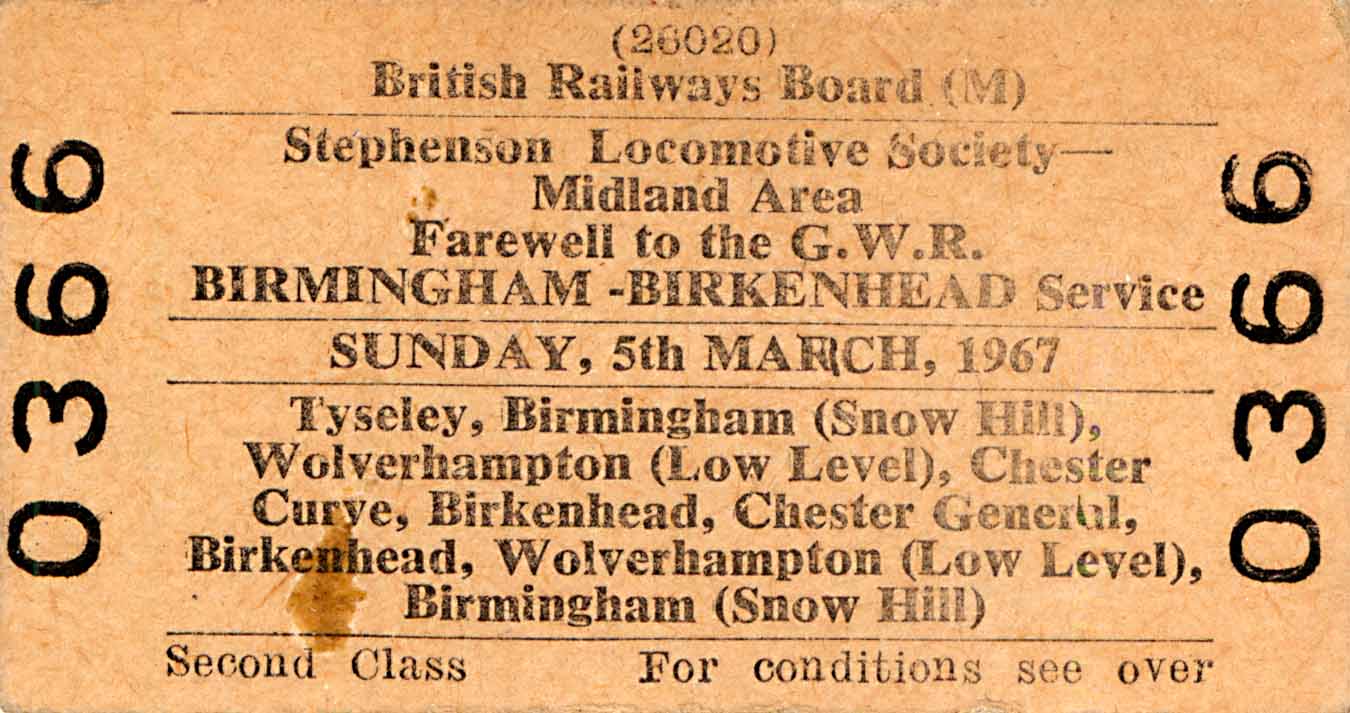 (26020)
British Railways Board (M)
Stephenson Locomotive Society—
Midland Area
Farewell to the G.W.R.
BIRMINGHAM -BIRKENHEAD Service
SUNDAY, 5th MARCH, 1967
Tyseley, Birmingham (Snow Hill),
Wolverhampton (Low Level), Chester
Curve, Birkenhead, Chester General,
Birkenhead, Wolverhampton (Low Level),
Birmingham (Snow Hill)
Second Class For conditions see over
0366
0366